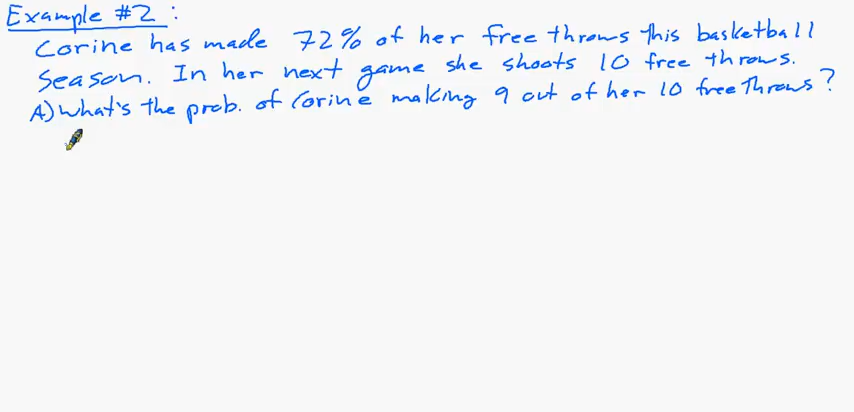 Example #2:
Corine has made 72% of her free throws this basketball
season. In her next game she shoots 10 free throws.
A) What's the prob. of Corine making 9 out of her 10 free throws?